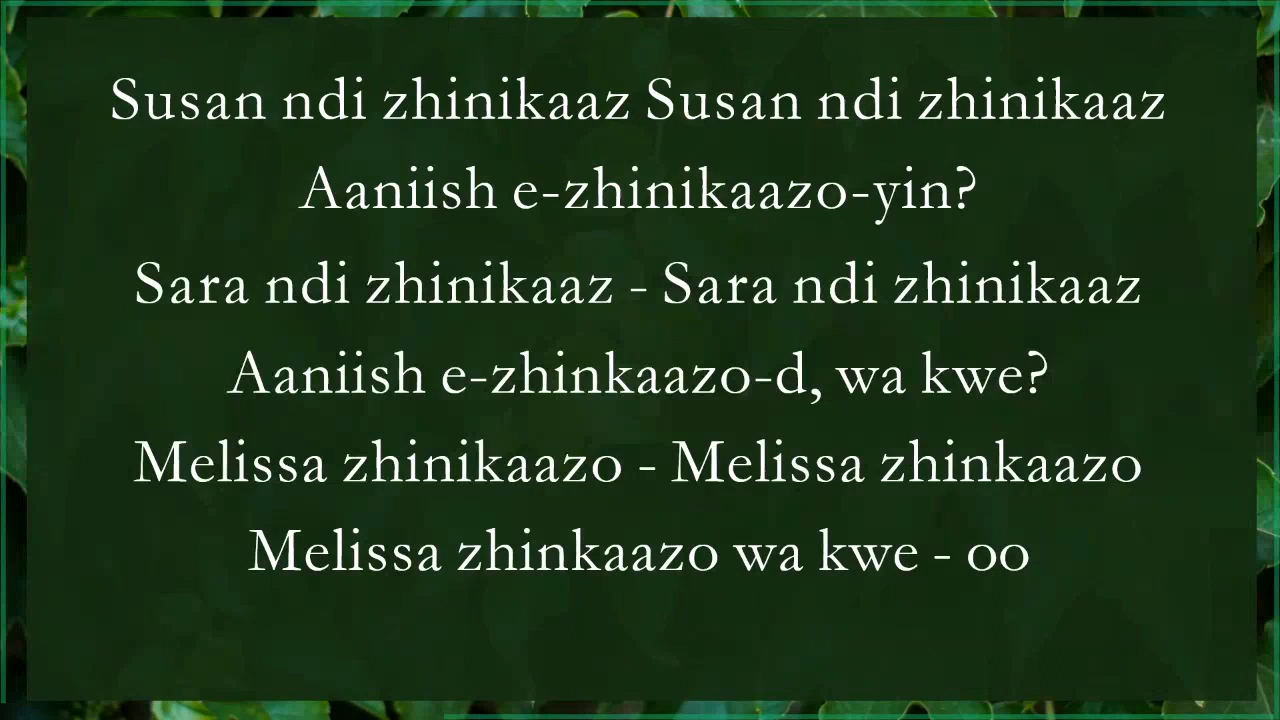 Susan ndi zhinikaaz Susan ndi zhinikaaz
Aaniish e-zhinikaazo-yin?
Sara ndi zhinikaaz - Sara ndi zhinikaaz
Aaniish e-zhinkaazo-d, wa kwe?
Melissa zhinikaazo - Melissa zhinkaazo
Melissa zhinkaazo wa kwe - oo